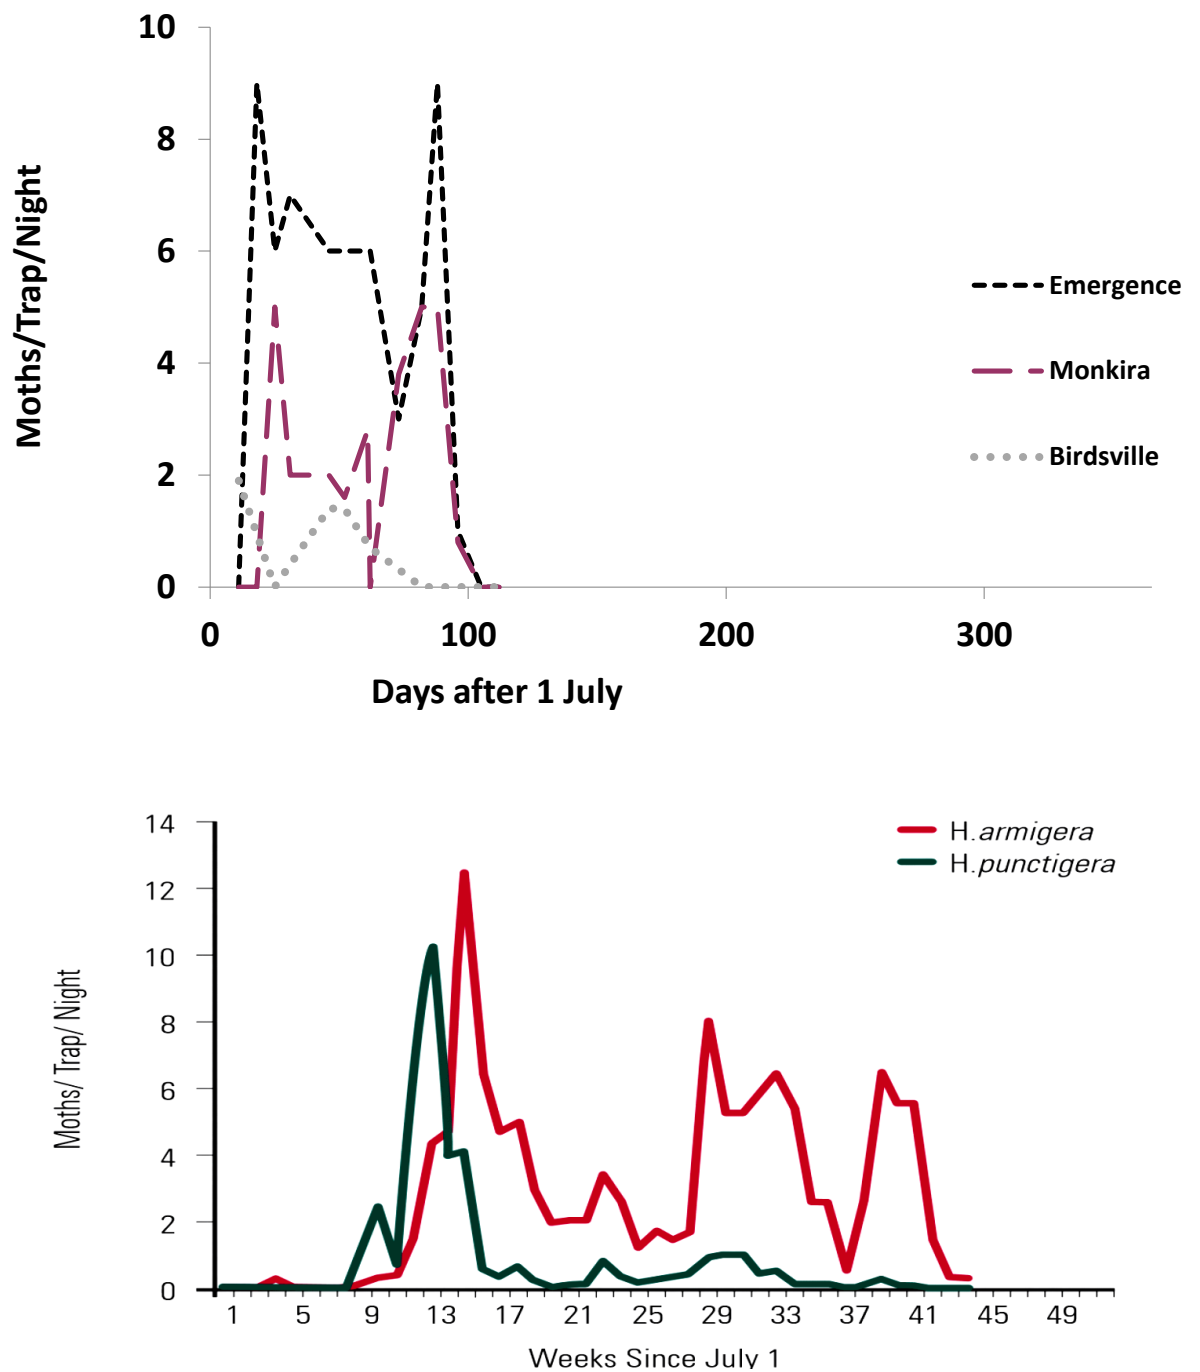 10
8
6
4
2
0
Moths/Trap/Night
0 100 200 300
Days after 1 July
Emergence
Monkira
Birdsville
14
12
10
8
6
4
2
0
Moths/ Trap/ Night
1 5 9 13 17 21 25 29 33 37 41 45 49
Weeks Since July 1
H.armigera
H.punctigera